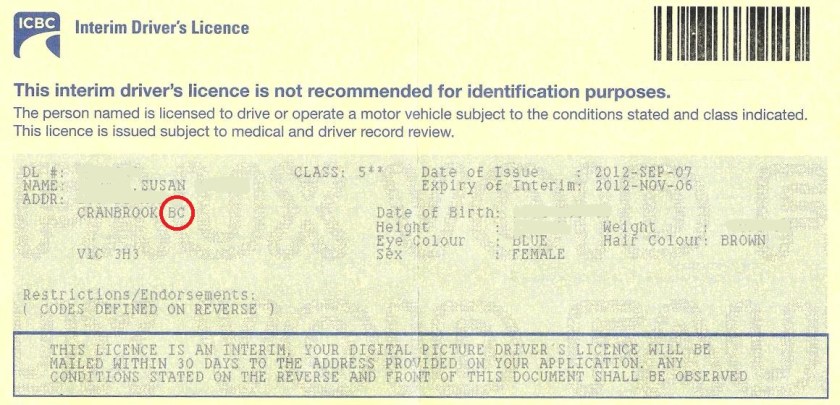 ICBC
Interim Driver's Licence
This interim driver's licence is not recommended for identification purposes.
The person named is licensed to drive or operate a motor vehicle subject to the conditions stated and class indicated.
This licence is issued subject to medical and driver record review.
DL #: CLASS: 5** Date of Issue : 2012-SEP-07
NAME: .SUSAN Expiry of Interim: 2012-NOV-06
ADDR:
CRANBROOK BC Date of Birth:
Height : Weight :
Eye Colour : BLUE Hair Colour: BROWN
V1C 3H3 Sex : FEMALE
Restrictions/Endorsements:
( CODES DEFINED ON REVERSE )
THIS LICENCE IS AN INTERIM, YOUR DIGITAL PICTURE DRIVER'S LICENCE WILL BE
MAILED WITHIN 30 DAYS TO THE ADDRESS PROVIDED ON YOUR APPLICATION. ANY
CONDITIONS STATED ON THE REVERSE AND FRONT OF THIS DOCUMENT SHALL BE OBSERVED